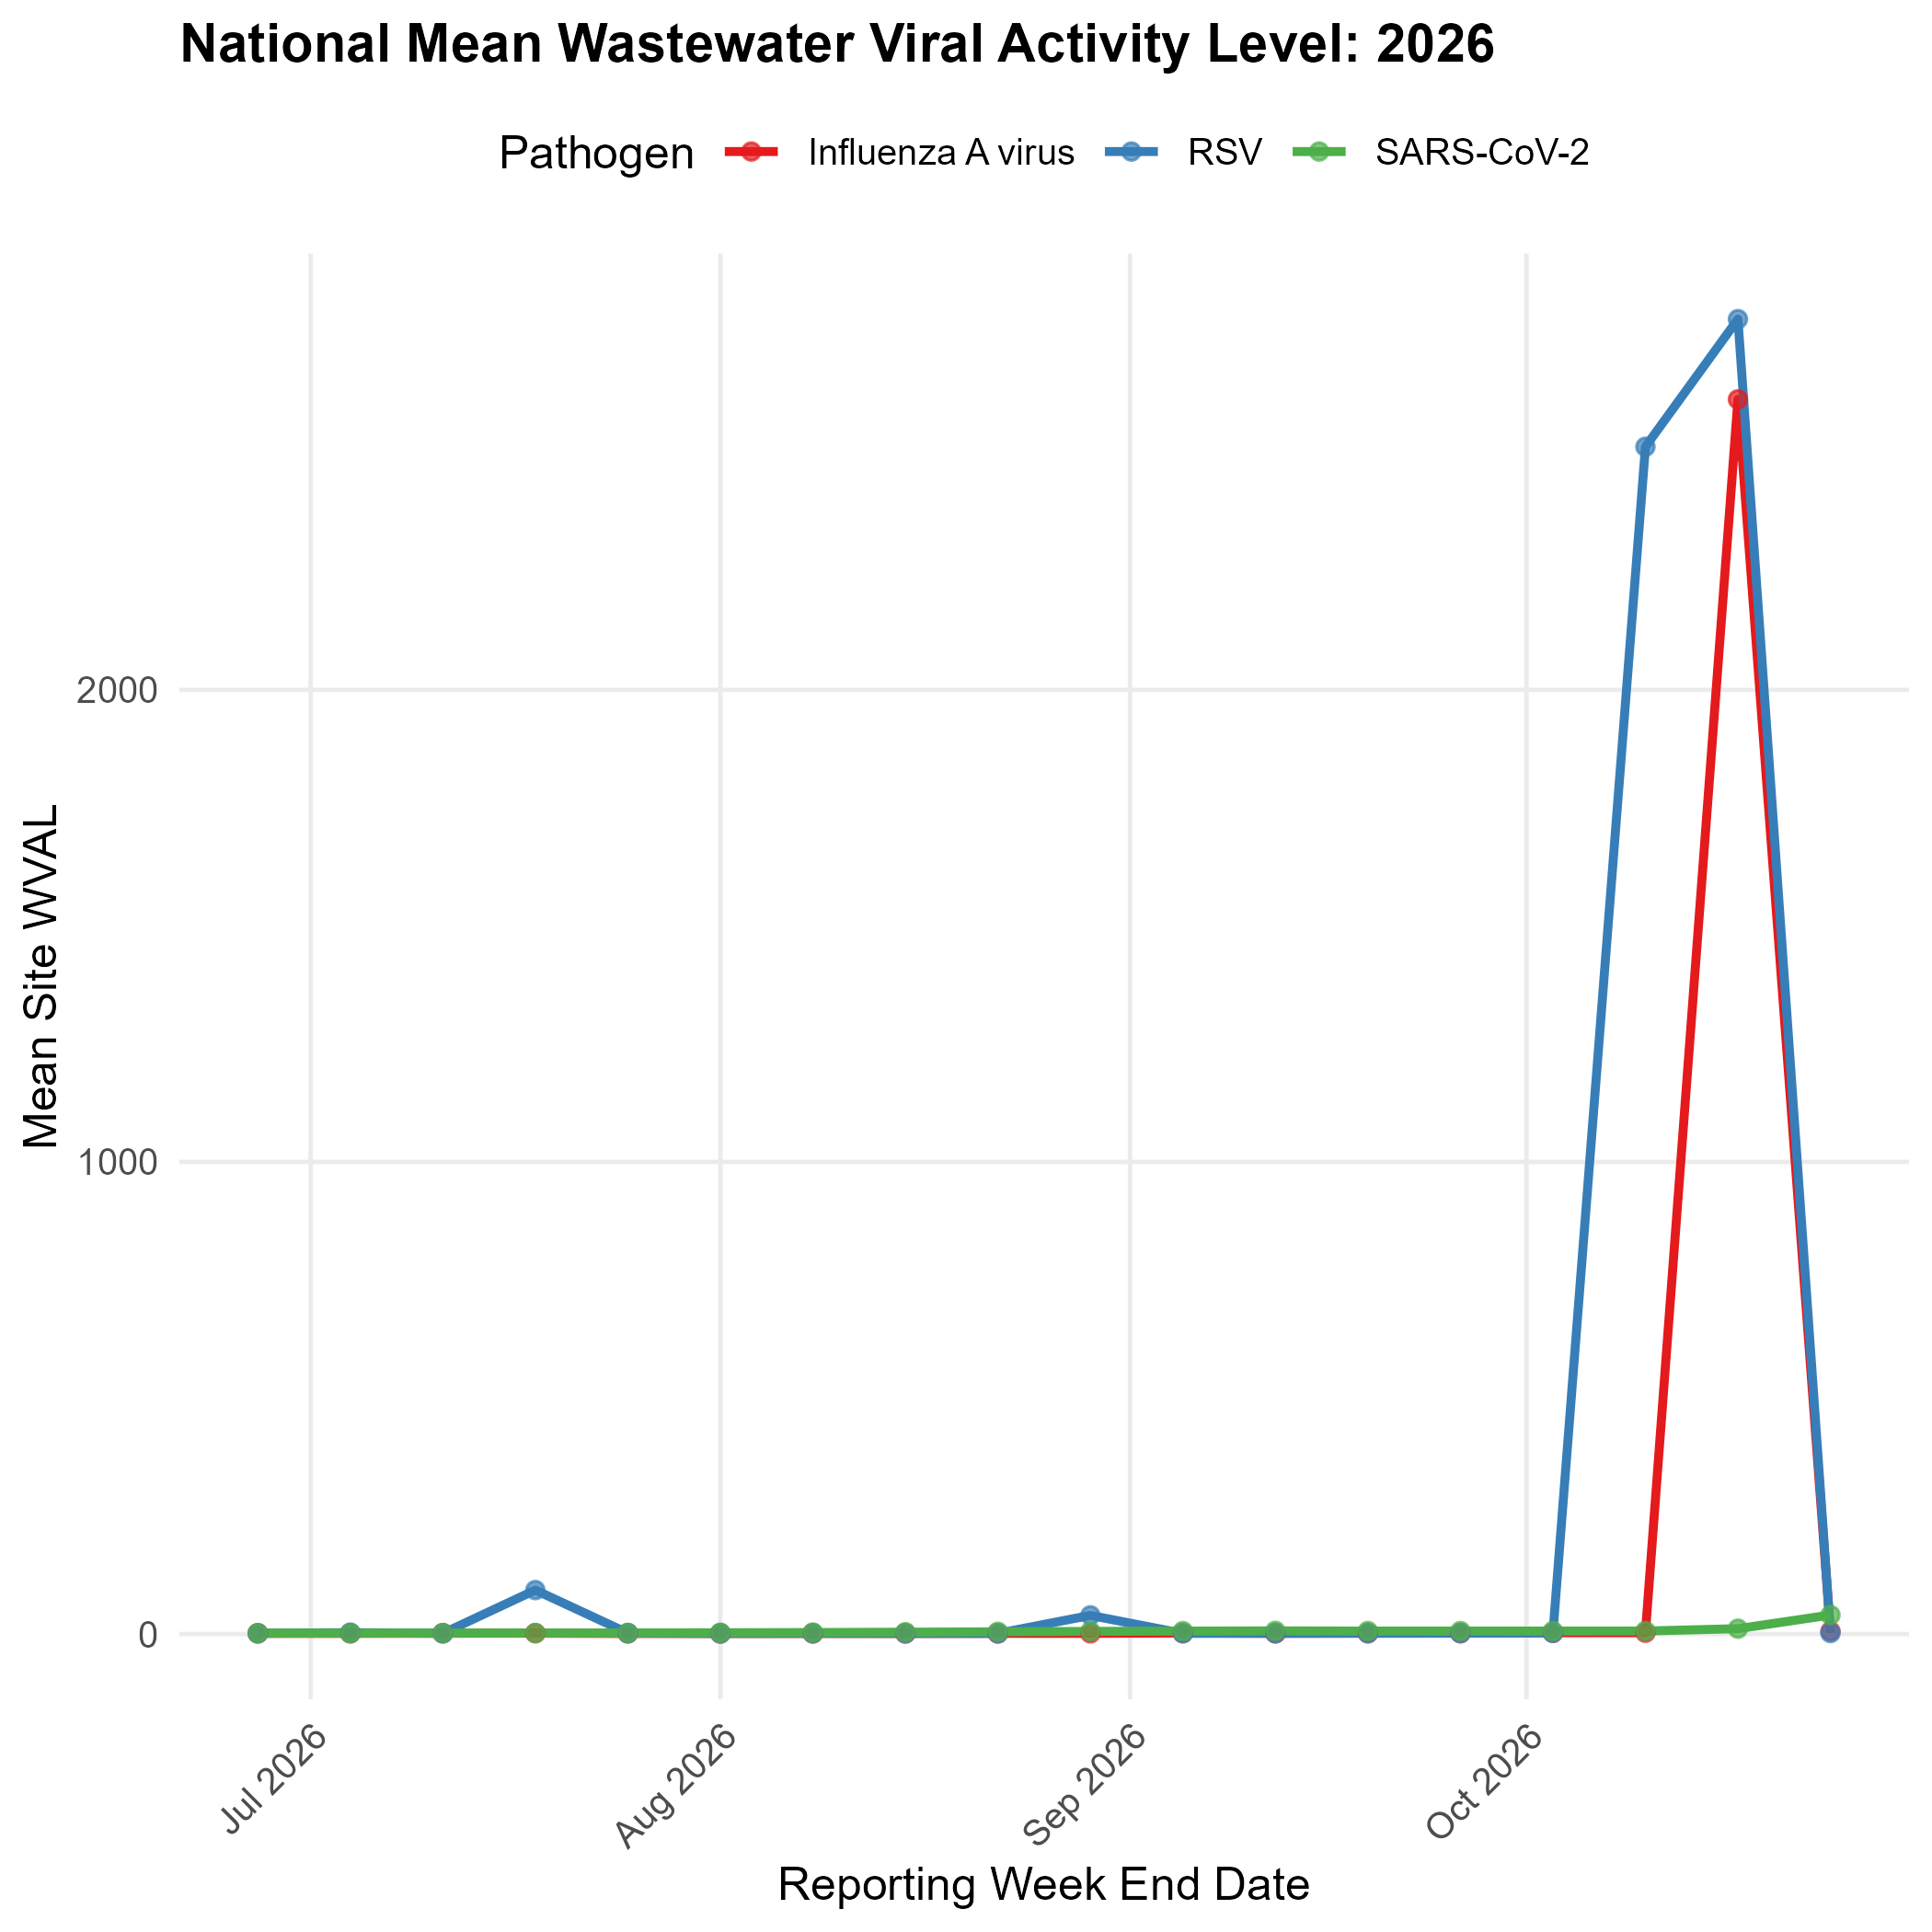 National Mean Wastewater Viral Activity Level: 2026
Pathogen Influenza A virus RSV SARS-CoV-2
Mean Site WVAL
2000
1000
0
Jul 2026 Aug 2026 Sep 2026 Oct 2026
Reporting Week End Date